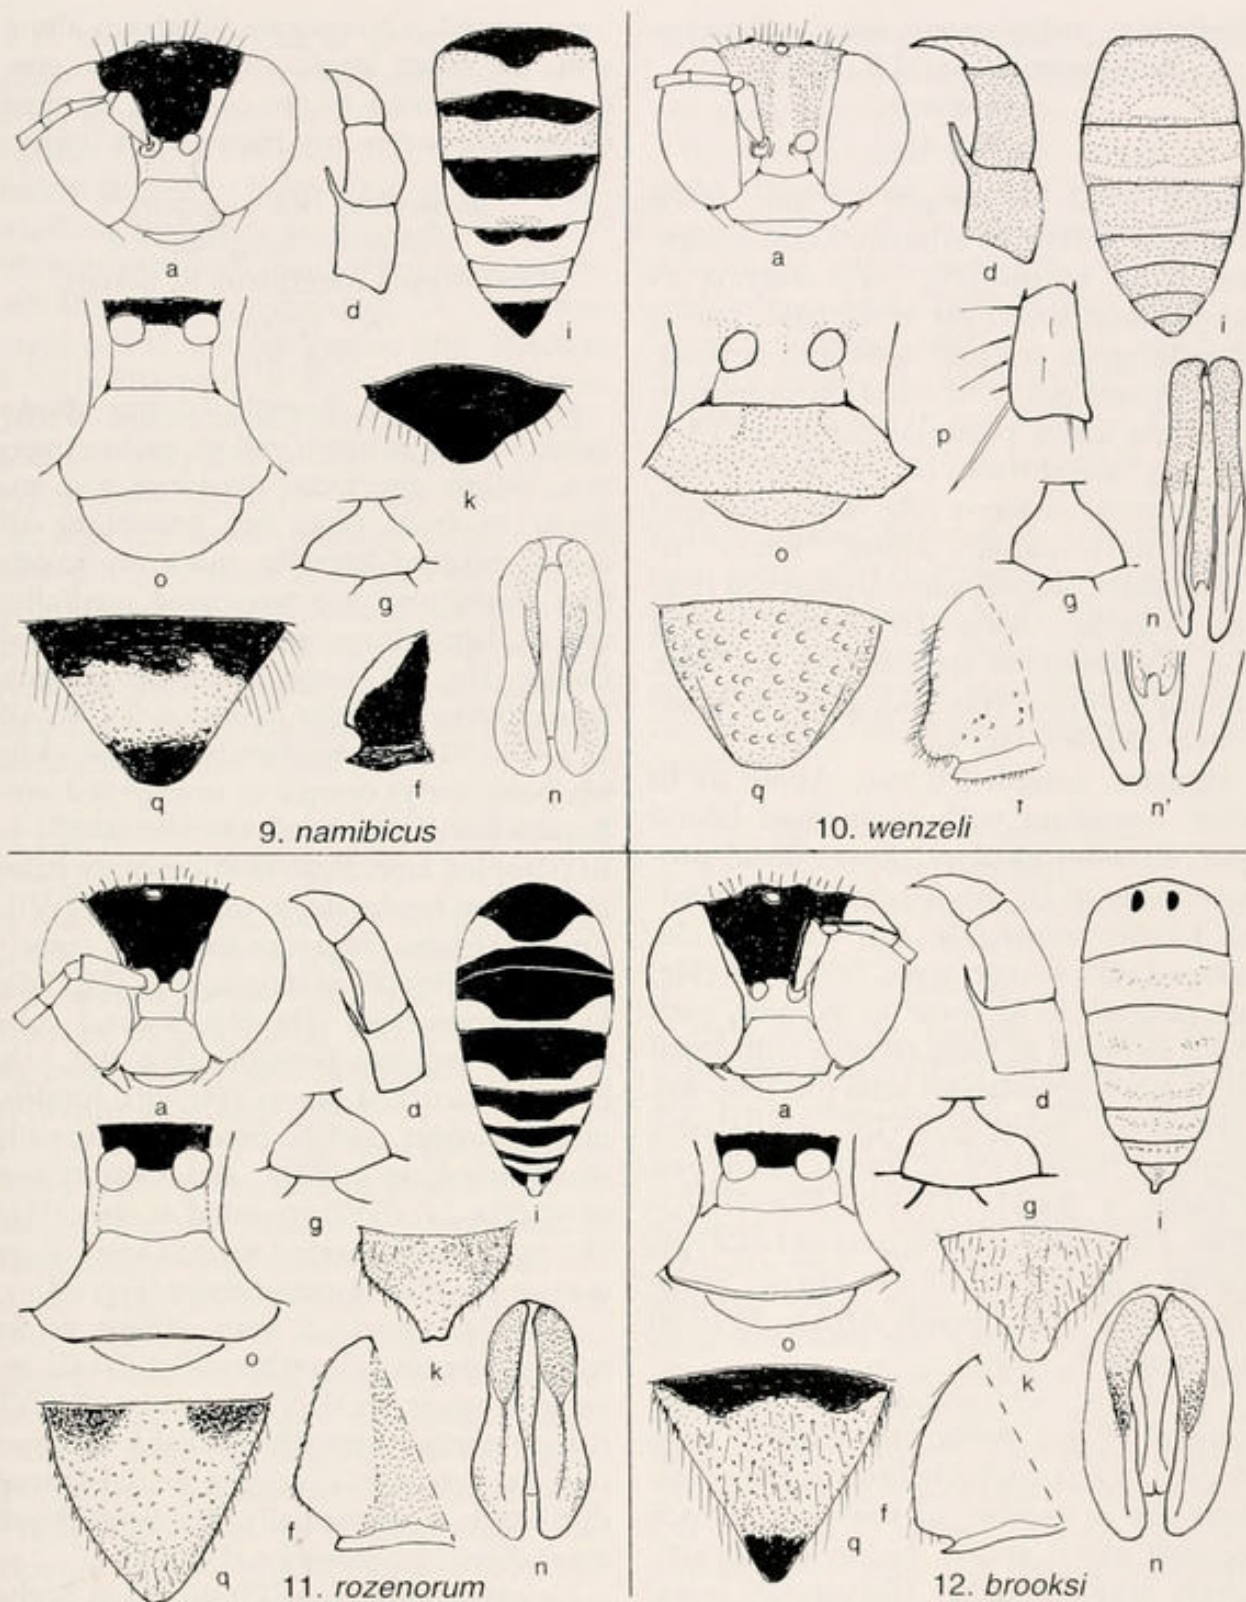 a
d
i
k
o
g
q
f
n
9. namibicus
a
d
i
p
o
g
n
q
f
n'
10. wenzeli
a
d
i
g
o
k
f
q
n
11. rozenorum
a
d
i
g
o
k
f
q
n
12. brooksi